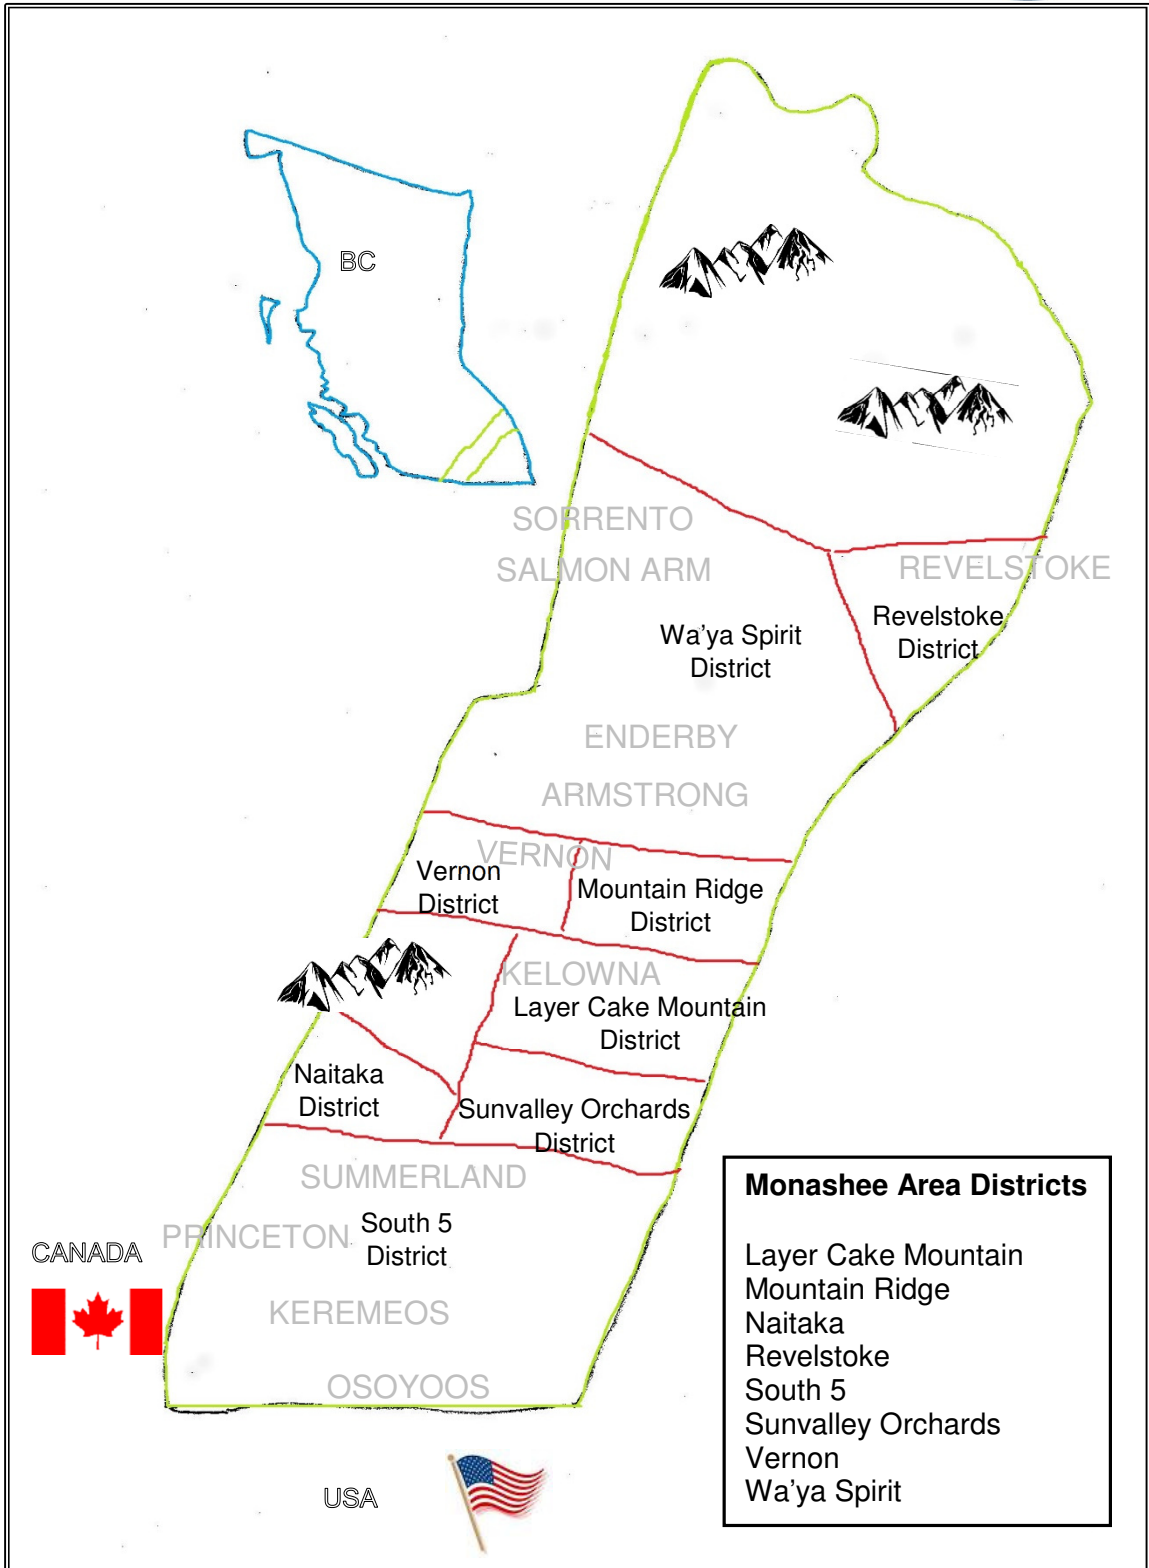 BC
SORRENTO
SALMON ARM
REVELSTOKE
Revelstoke
District
Wa'ya Spirit
District
ENDERBY
ARMSTRONG
VERNON
Vernon
District
Mountain Ridge
District
KELOWNA
Layer Cake Mountain
District
Naitaka
District
Sunvalley Orchards
District
SUMMERLAND
PRINCETON
South 5
District
CANADA
KEREMEOS
OSOYOOS
USA
Monashee Area Districts
Layer Cake Mountain
Mountain Ridge
Naitaka
Revelstoke
South 5
Sunvalley Orchards
Vernon
Wa'ya Spirit